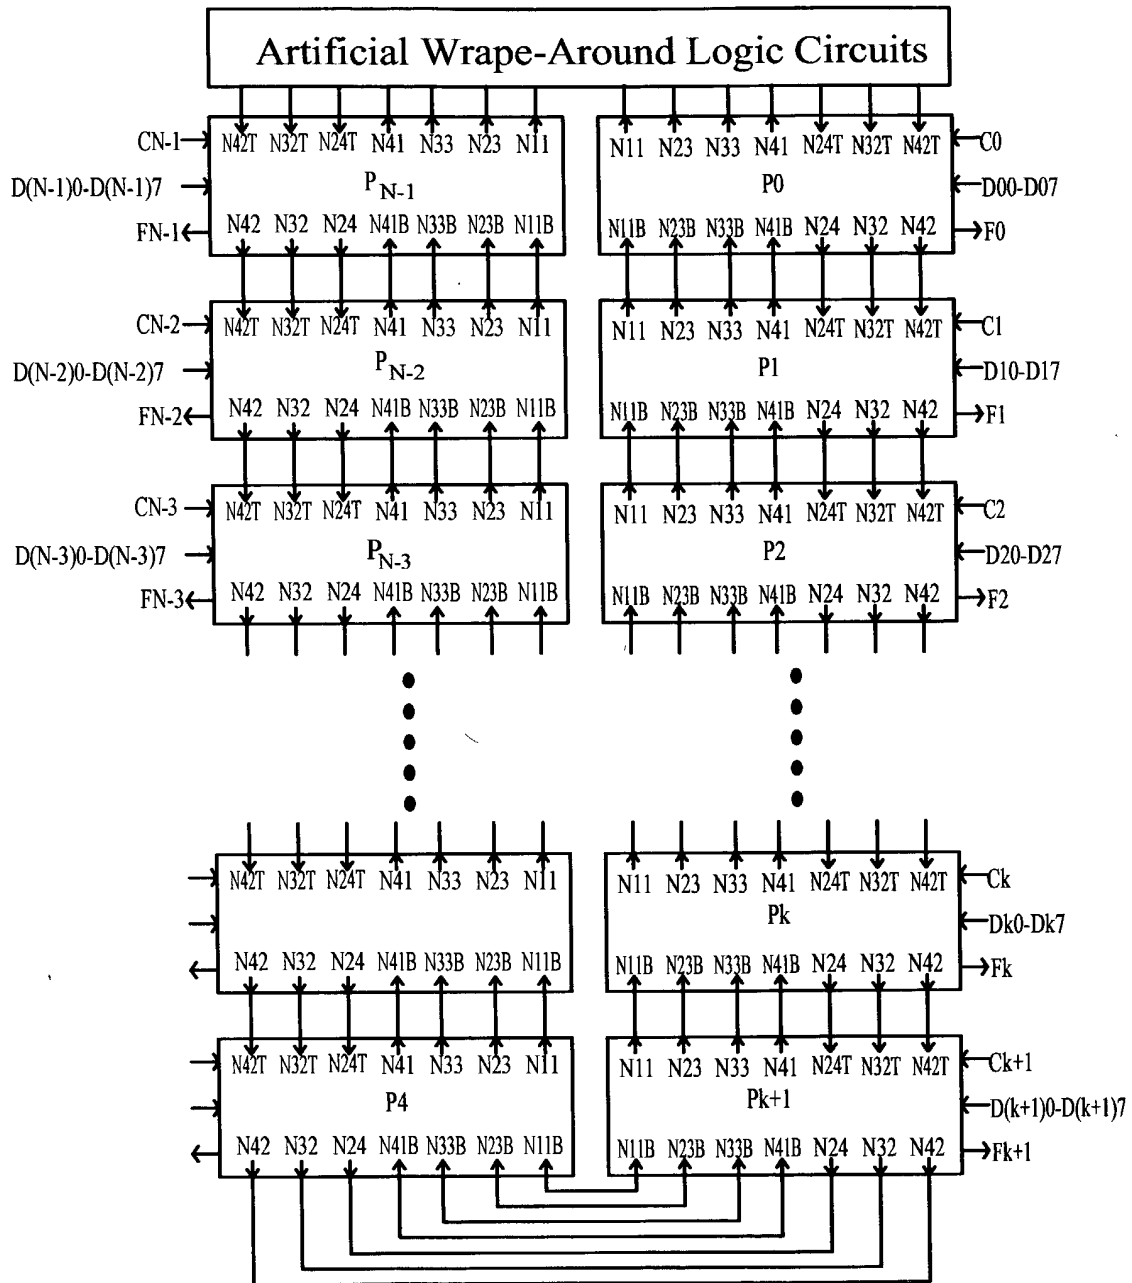 Artificial Wrape-Around Logic Circuits
CN-1 N42T N32T N24T N41 N33 N23 N11
D(N-1)0-D(N-1)7 PN-1
FN-1 N42 N32 N24 N41B N33B N23B N11B
N11 N23 N33 N41 N24T N32T N42T C0
P0 D00-D07
N11B N23B N33B N41B N24 N32 N42 F0
CN-2 N42T N32T N24T N41 N33 N23 N11
D(N-2)0-D(N-2)7 PN-2
FN-2 N42 N32 N24 N41B N33B N23B N11B
N11 N23 N33 N41 N24T N32T N42T C1
P1 D10-D17
N11B N23B N33B N41B N24 N32 N42 F1
CN-3 N42T N32T N24T N41 N33 N23 N11
D(N-3)0-D(N-3)7 PN-3
FN-3 N42 N32 N24 N41B N33B N23B N11B
N11 N23 N33 N41 N24T N32T N42T C2
P2 D20-D27
N11B N23B N33B N41B N24 N32 N42 F2
N42T N32T N24T N41 N33 N23 N11
N42 N32 N24 N41B N33B N23B N11B
N11 N23 N33 N41 N24T N32T N42T Ck
Pk Dk0-Dk7
N11B N23B N33B N41B N24 N32 N42 Fk
N42T N32T N24T N41 N33 N23 N11
P4
N42 N32 N24 N41B N33B N23B N11B
N11 N23 N33 N41 N24T N32T N42T Ck+1
Pk+1 D(k+1)0-D(k+1)7
N11B N23B N33B N41B N24 N32 N42 Fk+1